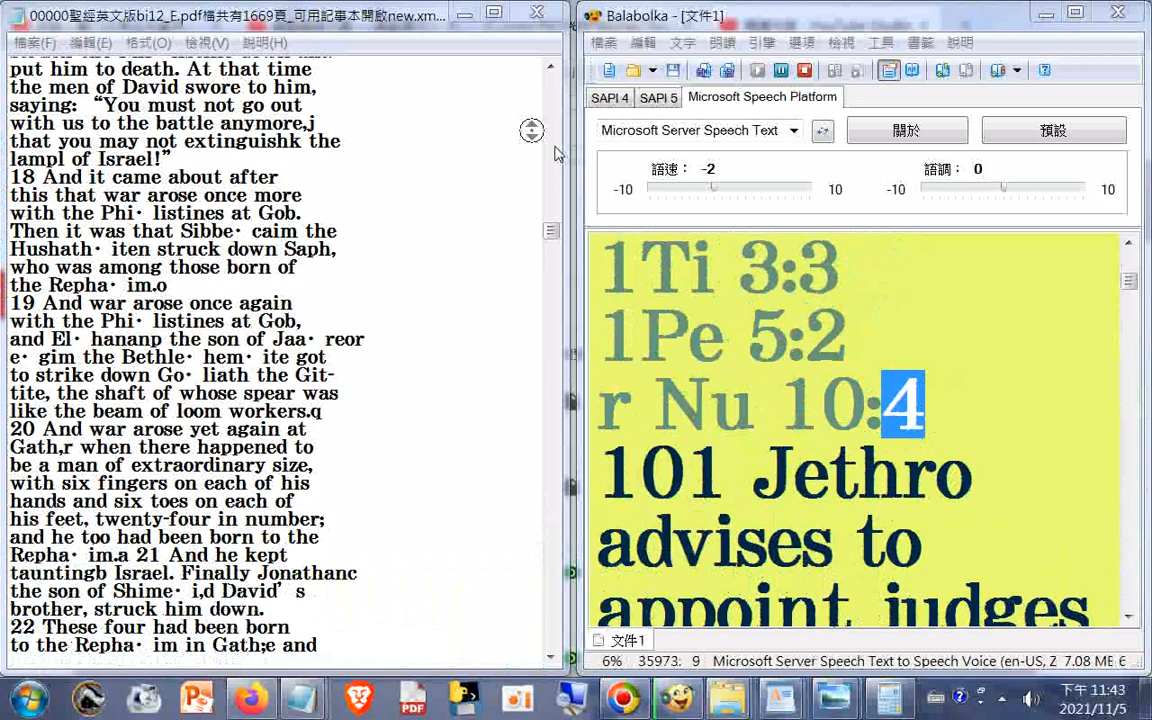 00000聖經英文版bi12_E.pdf檔共有1669頁_可用記事本開啟new.xm...
檔案(F) 編輯(E) 格式(O) 檢視(V) 說明(H)
put him to death. At that time
the men of David swore to him,
saying: “You must not go out
with us to the battle anymore,j
that you may not extinguishk the
lampl of Israel!”
18 And it came about after
this that war arose once more
with the Phi· listines at Gob.
Then it was that Sibbe· caim the
Hushath· iten struck down Saph,
who was among those born of
the Repha· im.o
19 And war arose once again
with the Phi· listines at Gob,
and El· hananp the son of Jaa· reor
e· gim the Bethle· hem· ite got
to strike down Go· liath the Git-
tite, the shaft of whose spear was
like the beam of loom workers.q
20 And war arose yet again at
Gath,r when there happened to
be a man of extraordinary size,
with six fingers on each of his
hands and six toes on each of
his feet, twenty-four in number;
and he too had been born to the
Repha· im.a 21 And he kept
tauntingb Israel. Finally Jonathanc
the son of Shime· i,d David’ s
brother, struck him down.
22 These four had been born
to the Repha· im in Gath;e and
Balabolka - [文件1]
檔案 編輯 文字 朗讀 引擎 選項 檢視 工具 書籤 說明
SAPI 4 SAPI 5 Microsoft Speech Platform
Microsoft Server Speech Text 關於 預設
語速: -2 語調: 0
-10 10 -10 10
1Ti 3:3
1Pe 5:2
r Nu 10:4
101 Jethro
advises to
appoint judges
文件1
6% 35973: 9 Microsoft Server Speech Text to Speech Voice (en-US, Z 7.08 MB 6
PDF
下午 11:43
2021/11/5